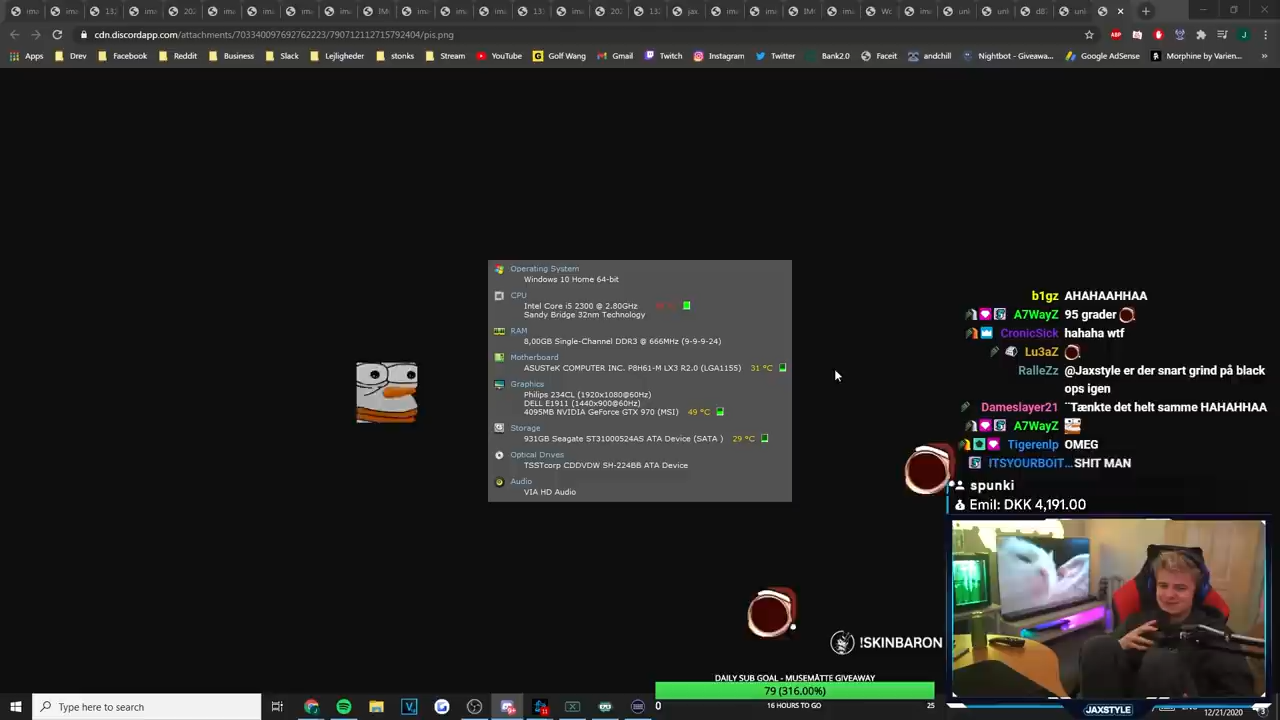 cdn.discordapp.com/attachments/703340097692762223/790712112715792404/pis.png
Apps Drev Facebook Reddit Business Slack Lejligheder stonks Stream YouTube Golf Wang Gmail Twitch Instagram Twitter Bank2.0 Faceit andchill Nightbot - Giveawa... Google AdSense Morphine by Varien...
Operating System
Windows 10 Home 64-bit
CPU
Intel Core i5 2300 @ 2.80GHz
Sandy Bridge 32nm Technology
RAM
8,00GB Single-Channel DDR3 @ 666MHz (9-9-9-24)
Motherboard
ASUSTeK COMPUTER INC. P8H61-M LX3 R2.0 (LGA1155) 31 °C
Graphics
Philips 234CL (1920x1080@60Hz)
DELL E1911 (1440x900@60Hz)
4095MB NVIDIA GeForce GTX 970 (MSI) 49 °C
Storage
931GB Seagate ST31000524AS ATA Device (SATA ) 29 °C
Optical Drives
TSSTcorp CDDVDW SH-224BB ATA Device
Audio
VIA HD Audio
b1gz AHAHAAHHAA
A7WayZ 95 grader
CronicSick hahaha wtf
Lu3aZ
RalleZz @Jaxstyle er der snart grind på black
ops igen
Dameslayer21 ¨Tænkte det helt samme HAHAHHAA
A7WayZ
Tigerenlp OMEG
ITSYOURBOIT... SHIT MAN
spunki
Emil: DKK 4,191.00
!SKINBARON
DAILY SUB GOAL - MUSEMÅTTE GIVEAWAY
79 (316.00%)
0 16 HOURS TO GO 25
JAXSTYLE
Type here to search
12/21/2020